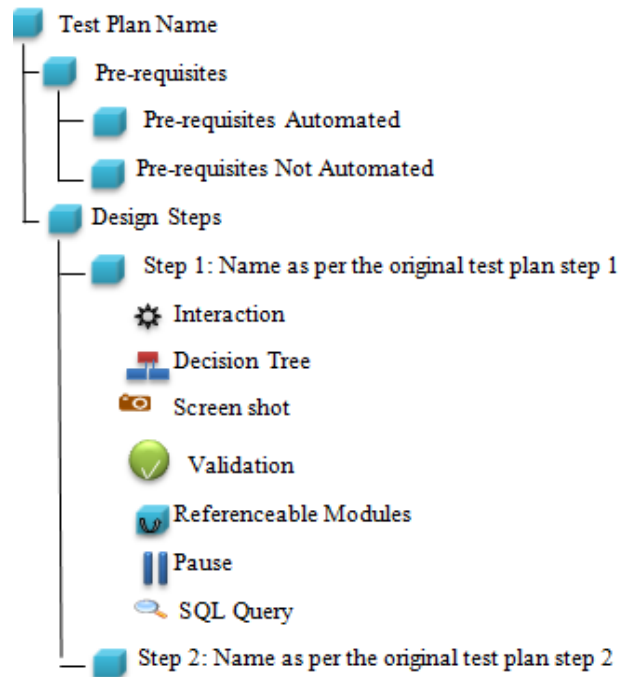 Test Plan Name
Pre-requisites
Pre-requisites Automated
Pre-requisites Not Automated
Design Steps
Step 1: Name as per the original test plan step 1
Interaction
Decision Tree
Screen shot
Validation
Referenceable Modules
Pause
SQL Query
Step 2: Name as per the original test plan step 2